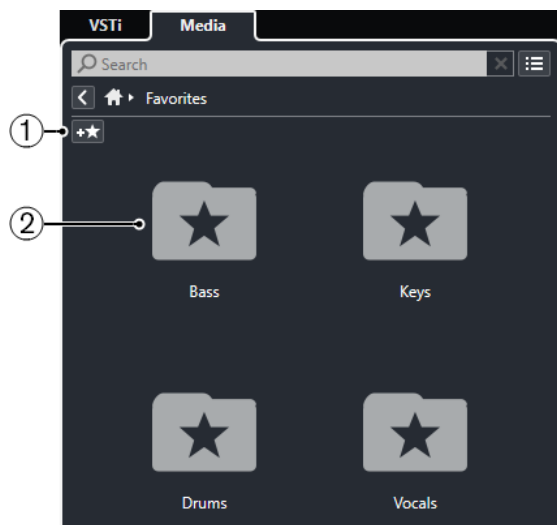 VSTi Media
Search
Favorites
1
2
Bass Keys
Drums Vocals